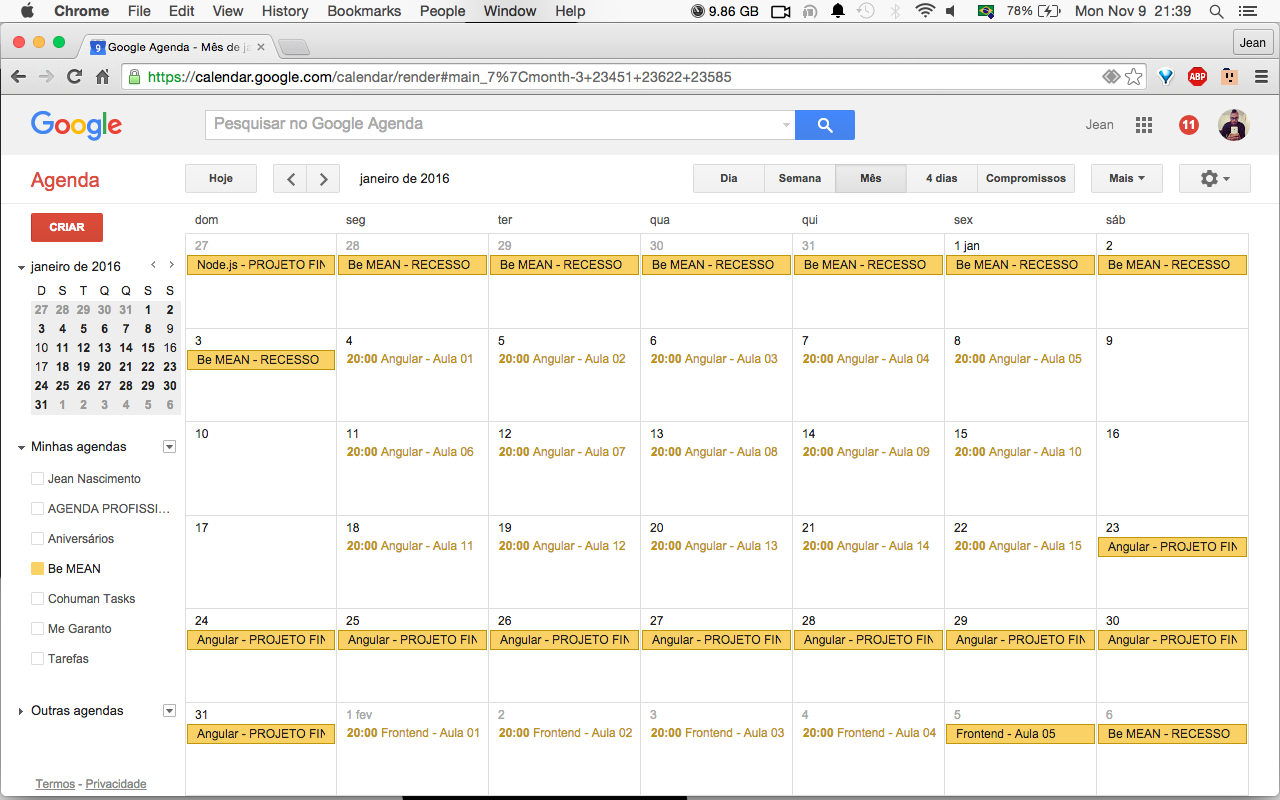 Chrome File Edit View History Bookmarks People Window Help 9.86 GB 78% Mon Nov 9 21:39
9 Google Agenda - Mês de ja Jean
https://calendar.google.com/calendar/render#main_7%7Cmonth-3+23451+23622+23585 ABP
Google Pesquisar no Google Agenda Jean 11
Agenda Hoje janeiro de 2016 Dia Semana Mês 4 dias Compromissos Mais
CRIAR
janeiro de 2016
D S T Q Q S S
27 28 29 30 31 1 2
3 4 5 6 7 8 9
10 11 12 13 14 15 16
17 18 19 20 21 22 23
24 25 26 27 28 29 30
31 1 2 3 4 5 6
Minhas agendas
Jean Nascimento
AGENDA PROFISSI...
Aniversários
Be MEAN
Cohuman Tasks
Me Garanto
Tarefas
Outras agendas
Termos - Privacidade
dom seg ter qua qui sex sáb
27 28 29 30 31 1 jan 2
Node.js - PROJETO FIN Be MEAN - RECESSO Be MEAN - RECESSO Be MEAN - RECESSO Be MEAN - RECESSO Be MEAN - RECESSO Be MEAN - RECESSO
3 4 5 6 7 8 9
Be MEAN - RECESSO 20:00 Angular - Aula 01 20:00 Angular - Aula 02 20:00 Angular - Aula 03 20:00 Angular - Aula 04 20:00 Angular - Aula 05
10 11 12 13 14 15 16
20:00 Angular - Aula 06 20:00 Angular - Aula 07 20:00 Angular - Aula 08 20:00 Angular - Aula 09 20:00 Angular - Aula 10
17 18 19 20 21 22 23
20:00 Angular - Aula 11 20:00 Angular - Aula 12 20:00 Angular - Aula 13 20:00 Angular - Aula 14 20:00 Angular - Aula 15 Angular - PROJETO FIN
24 25 26 27 28 29 30
Angular - PROJETO FIN Angular - PROJETO FIN Angular - PROJETO FIN Angular - PROJETO FIN Angular - PROJETO FIN Angular - PROJETO FIN Angular - PROJETO FIN
31 1 fev 2 3 4 5 6
Angular - PROJETO FIN 20:00 Frontend - Aula 01 20:00 Frontend - Aula 02 20:00 Frontend - Aula 03 20:00 Frontend - Aula 04 Frontend - Aula 05 Be MEAN - RECESSO